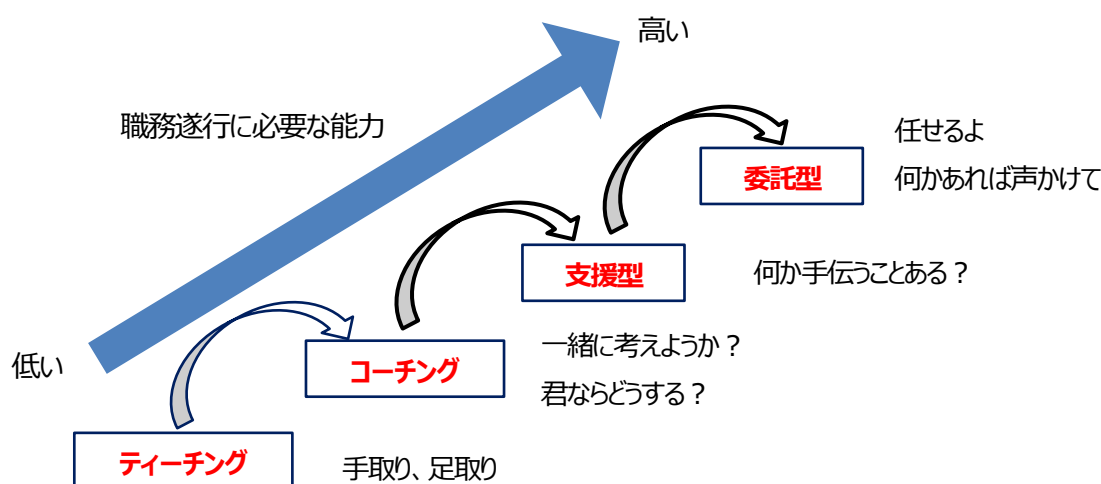 高い
職務遂行に必要な能力
任せるよ
委託型
何かあれば声かけて
支援型
何か手伝うことある？
低い
一緒に考えようか？
コーチング
君ならどうする？
ティーチング
手取り、足取り